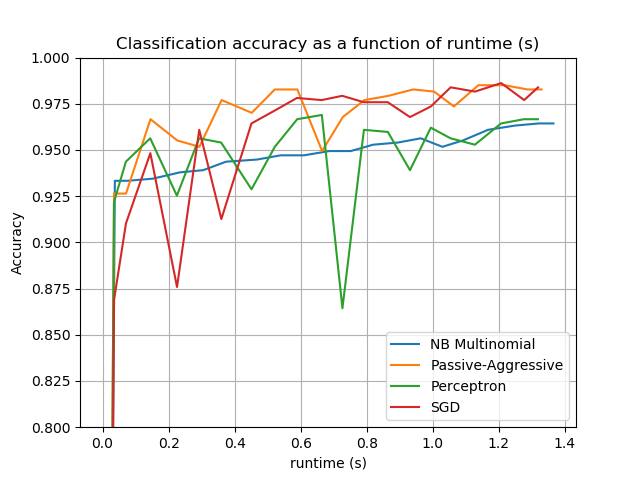 Classification accuracy as a function of runtime (s)
1.000
0.975
0.950
0.925
0.900
0.875
0.850
0.825
0.800
Accuracy
0.0 0.2 0.4 0.6 0.8 1.0 1.2 1.4
runtime (s)
NB Multinomial
Passive-Aggressive
Perceptron
SGD